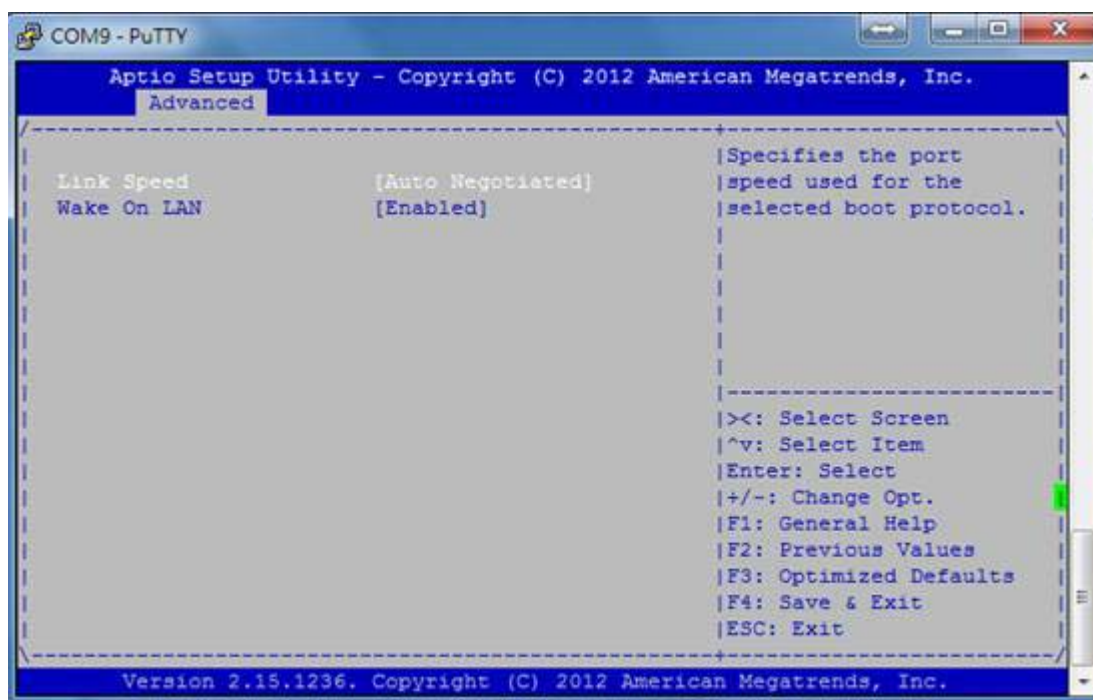 COM9 - PuTTY
Aptio Setup Utility - Copyright (C) 2012 American Megatrends, Inc.
Advanced
Link Speed [Auto Negotiated]
Wake On LAN [Enabled]
Specifies the port
speed used for the
selected boot protocol.
><: Select Screen
^v: Select Item
Enter: Select
+/-: Change Opt.
F1: General Help
F2: Previous Values
F3: Optimized Defaults
F4: Save & Exit
ESC: Exit
Version 2.15.1236. Copyright (C) 2012 American Megatrends, Inc.